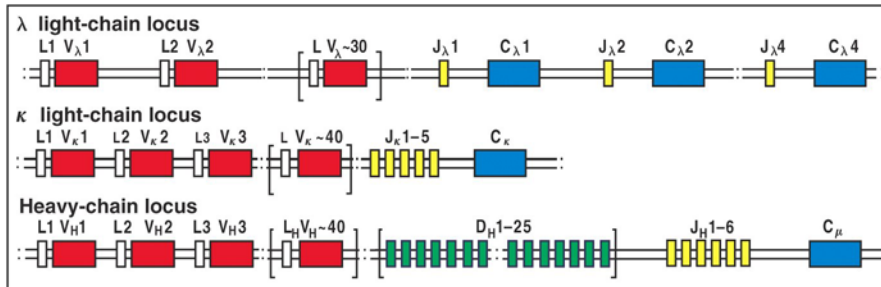 λ light-chain locus
L1 Vλ1 L2 Vλ2 L Vλ~30 Jλ1 Cλ1 Jλ2 Cλ2 Jλ4 Cλ4
κ light-chain locus
L1 Vκ1 L2 Vκ2 L3 Vκ3 L Vκ~40 Jκ1-5 Cκ
Heavy-chain locus
L1 VH1 L2 VH2 L3 VH3 LH VH~40 DH1-25 JH1-6 Cμ